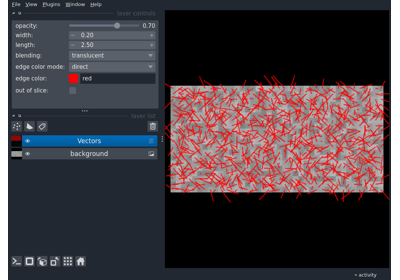 File View Plugins Window Help
layer controls
opacity: 0.70
width: 0.20
length: 2.50
blending: translucent
edge color mode: direct
edge color: red
out of slice:
layer list
Vectors
background
activity